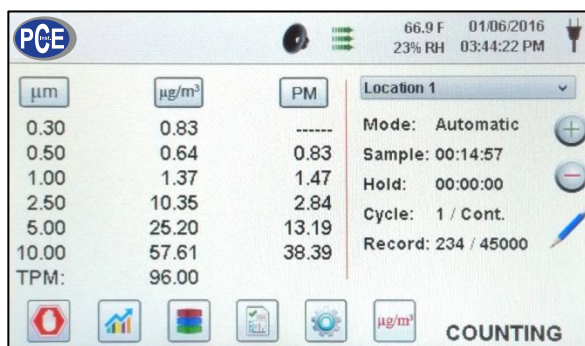 PCE Inst.
66.9 F 01/06/2016
23% RH 03:44:22 PM
µm µg/m³ PM
0.30 0.83 ------
0.50 0.64 0.83
1.00 1.37 1.47
2.50 10.35 2.84
5.00 25.20 13.19
10.00 57.61 38.39
TPM: 96.00
Location 1
Mode: Automatic
Sample: 00:14:57
Hold: 00:00:00
Cycle: 1 / Cont.
Record: 234 / 45000
µg/m³
COUNTING